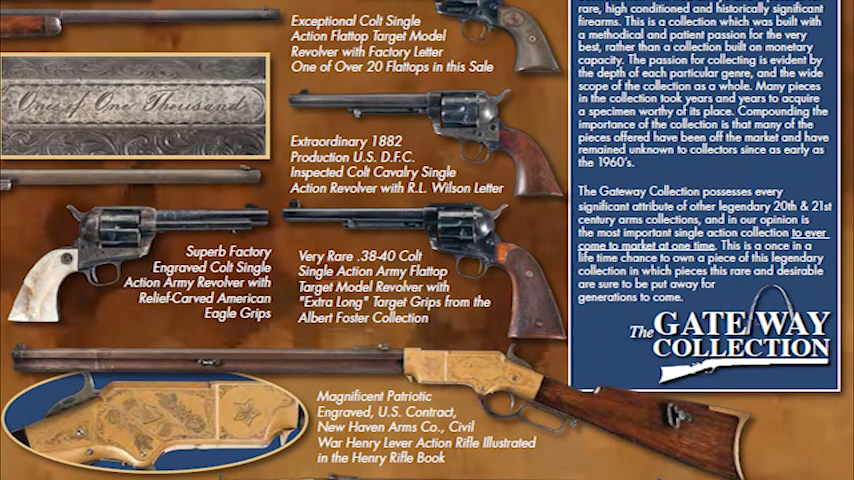 Exceptional Colt Single
Action Flattop Target Model
Revolver with Factory Letter
One of Over 20 Flattops in this Sale
One of One Thousand
Extraordinary 1882
Production U.S. D.F.C.
Inspected Colt Cavalry Single
Action Revolver with R.L. Wilson Letter
Superb Factory
Engraved Colt Single
Action Army Revolver with
Relief-Carved American
Eagle Grips
Very Rare .38-40 Colt
Single Action Army Flattop
Target Model Revolver with
"Extra Long" Target Grips from the
Albert Foster Collection
Magnificent Patriotic
Engraved, U.S. Contract,
New Haven Arms Co., Civil
War Henry Lever Action Rifle Illustrated
in the Henry Rifle Book
rare, high conditioned and historically significant
firearms. This is a collection which was built with
a methodical and patient passion for the very
best, rather than a collection built on monetary
capacity. The passion for collecting is evident by
the depth of each particular genre, and the wide
scope of the collection as a whole. Many pieces
in the collection took years and years to acquire
a specimen worthy of its place. Compounding the
importance of the collection is that many of the
pieces offered have been off the market and have
remained unknown to collectors since as early as
the 1960's.
The Gateway Collection possesses every
significant attribute of other legendary 20th & 21st
century arms collections, and in our opinion is
the most important single action collection to ever
come to market at one time. This is a once in a
life time chance to own a piece of this legendary
collection in which pieces this rare and desirable
are sure to be put away for
generations to come.
The GATEWAY
COLLECTION